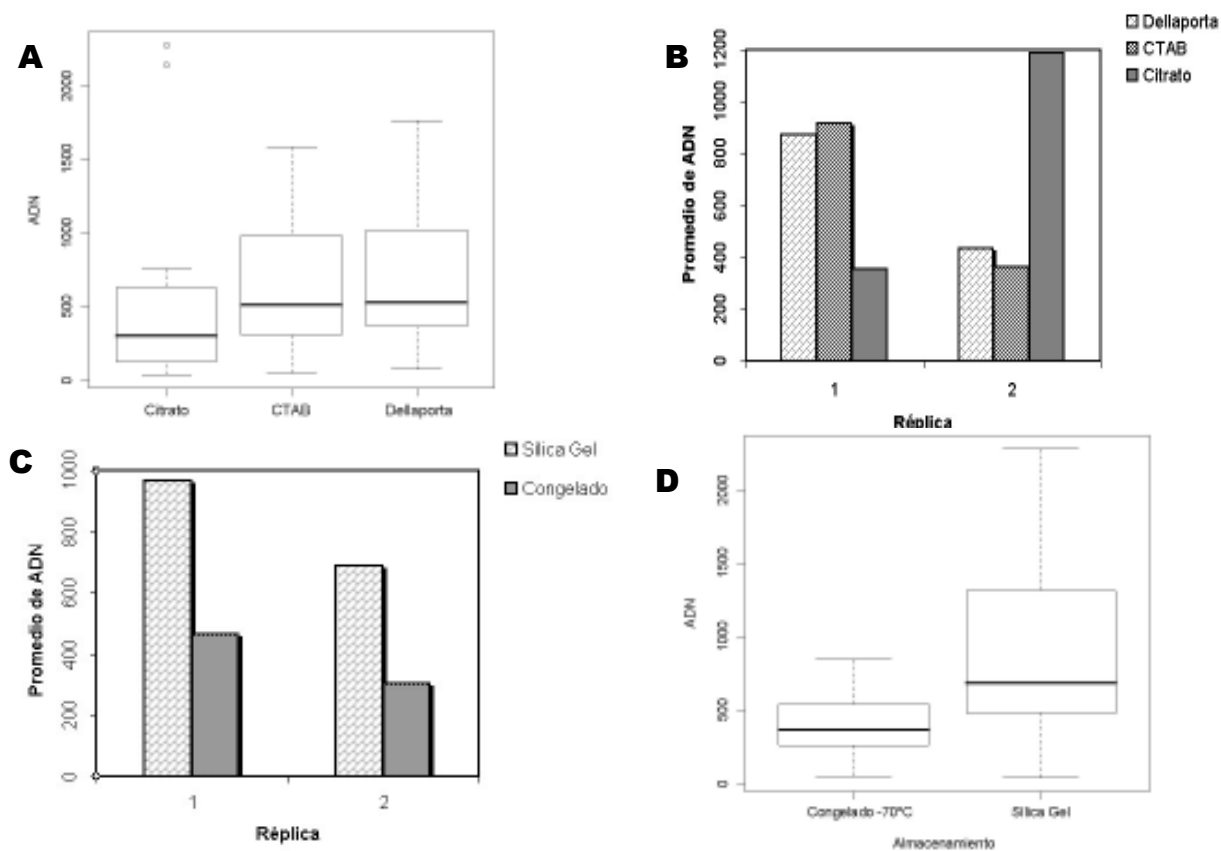 A
2000
1500
1000
500
0
ADN
Citrato
CTAB
Dellaporta
B
Dellaporta
CTAB
Citrato
1200
1000
800
600
400
200
0
Promedio de ADN
1
2
Réplica
C
Silica Gel
Congelado
1000
800
600
400
200
0
Promedio de ADN
1
2
Réplica
D
2000
1500
1000
500
0
ADN
Congelado -70ºC
Silica Gel
Almacenamiento